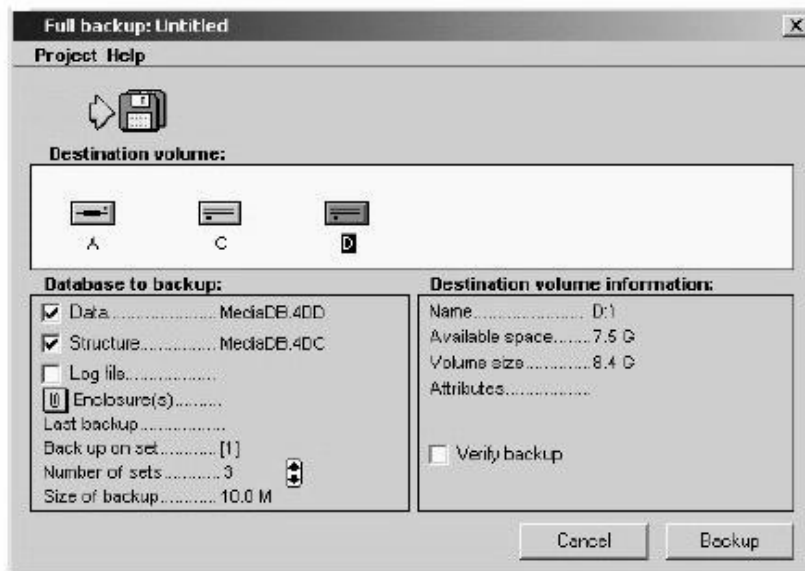 Full backup: Untitled
Project Help
Destination volume:
A C D
Database to backup:
Data.................... MediaDB.4DD
Structure............... MediaDB.4DC
Log file.................
Enclosure(s)..........
Last backup.................
Back up on set...........[1]
Number of sets............3
Size of backup............10.0 M
Destination volume information:
Name...................... D:\
Available space.......7.5 G
Volume size.............8.4 G
Attributes.................
Verify backup
Cancel Backup